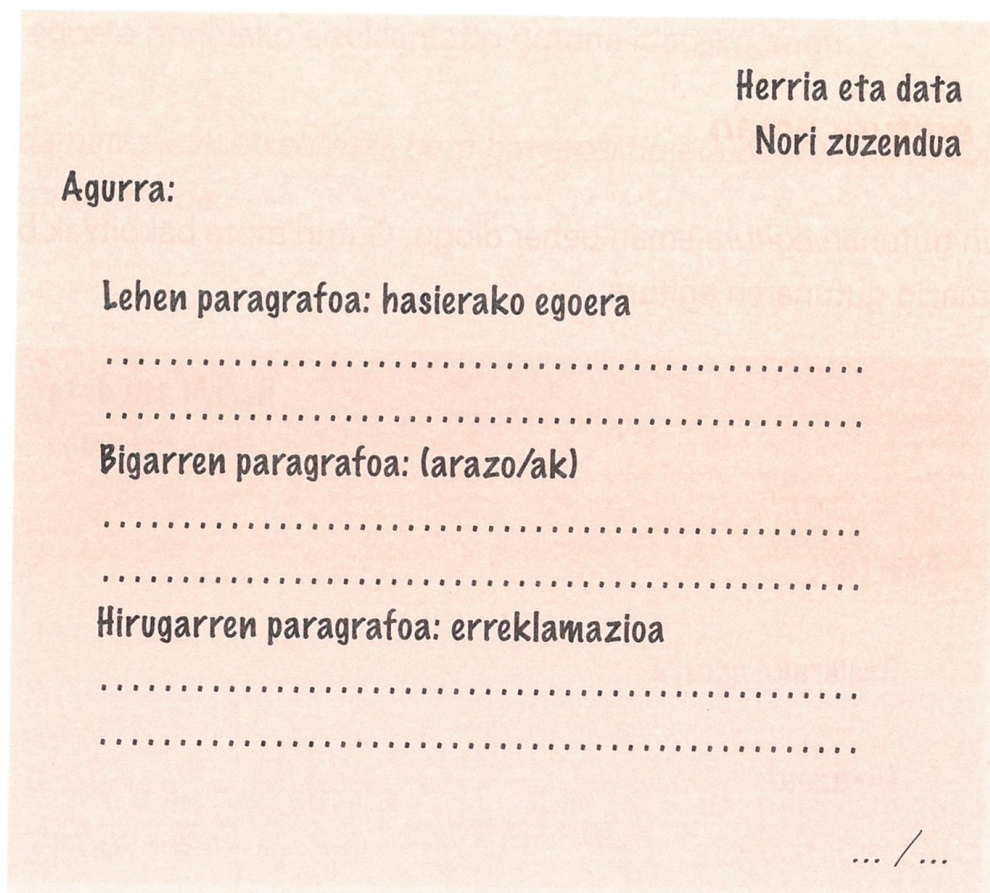 Herria eta data
Nori zuzendua
Agurra:
Lehen paragrafoa: hasierako egoera
..................................................
..................................................
Bigarren paragrafoa: (arazo/ak)
..................................................
..................................................
Hirugarren paragrafoa: erreklamazioa
..................................................
..................................................
... /...